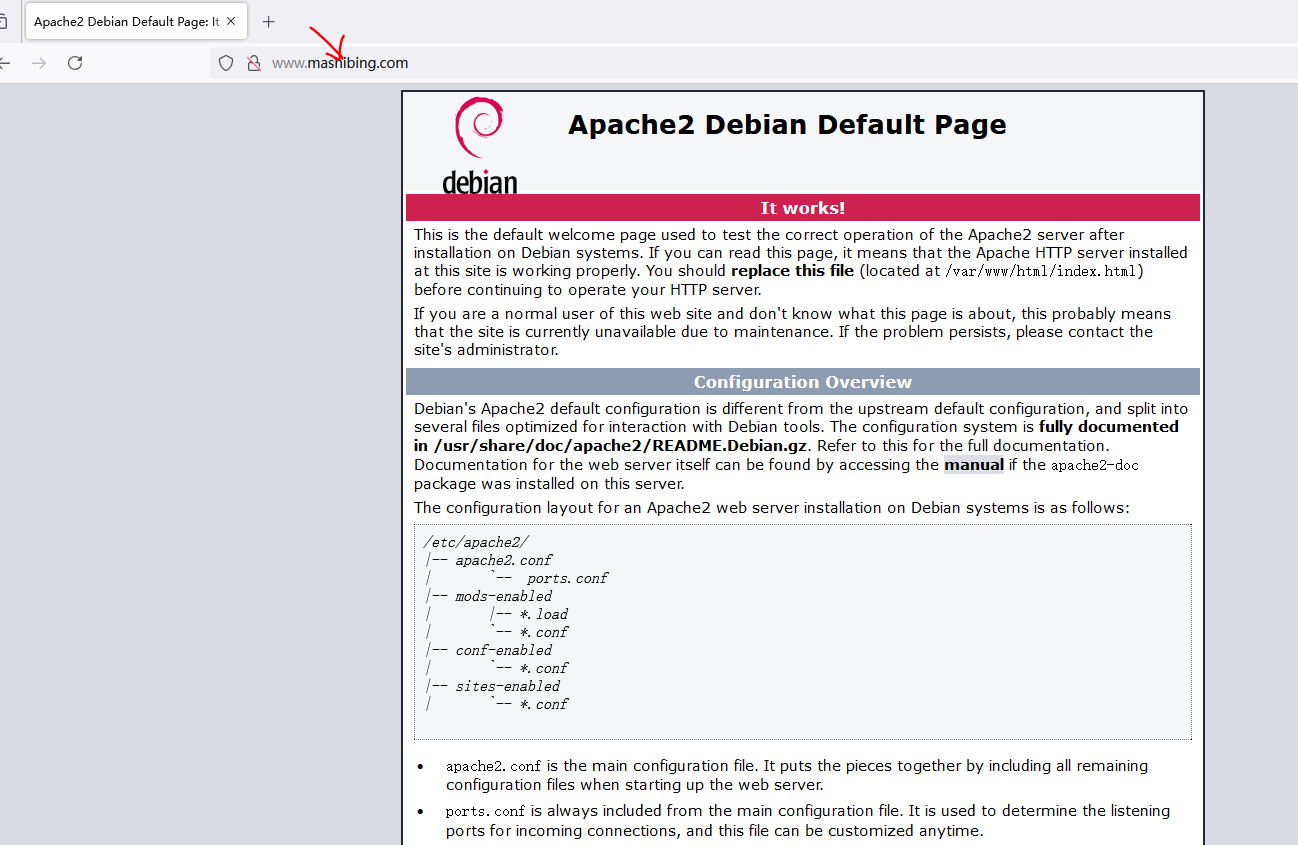 Apache2 Debian Default Page: It
www.mashibing.com
debian
Apache2 Debian Default Page
It works!
This is the default welcome page used to test the correct operation of the Apache2 server after
installation on Debian systems. If you can read this page, it means that the Apache HTTP server installed
at this site is working properly. You should replace this file (located at /var/www/html/index.html)
before continuing to operate your HTTP server.
If you are a normal user of this web site and don't know what this page is about, this probably means
that the site is currently unavailable due to maintenance. If the problem persists, please contact the
site's administrator.
Configuration Overview
Debian's Apache2 default configuration is different from the upstream default configuration, and split into
several files optimized for interaction with Debian tools. The configuration system is fully documented
in /usr/share/doc/apache2/README.Debian.gz. Refer to this for the full documentation.
Documentation for the web server itself can be found by accessing the manual if the apache2-doc
package was installed on this server.
The configuration layout for an Apache2 web server installation on Debian systems is as follows:
/etc/apache2/
|-- apache2.conf
|       `--  ports.conf
|-- mods-enabled
|       |-- *.load
|       `-- *.conf
|-- conf-enabled
|       `-- *.conf
|-- sites-enabled
|       `-- *.conf
• apache2.conf is the main configuration file. It puts the pieces together by including all remaining
configuration files when starting up the web server.
• ports.conf is always included from the main configuration file. It is used to determine the listening
ports for incoming connections, and this file can be customized anytime.